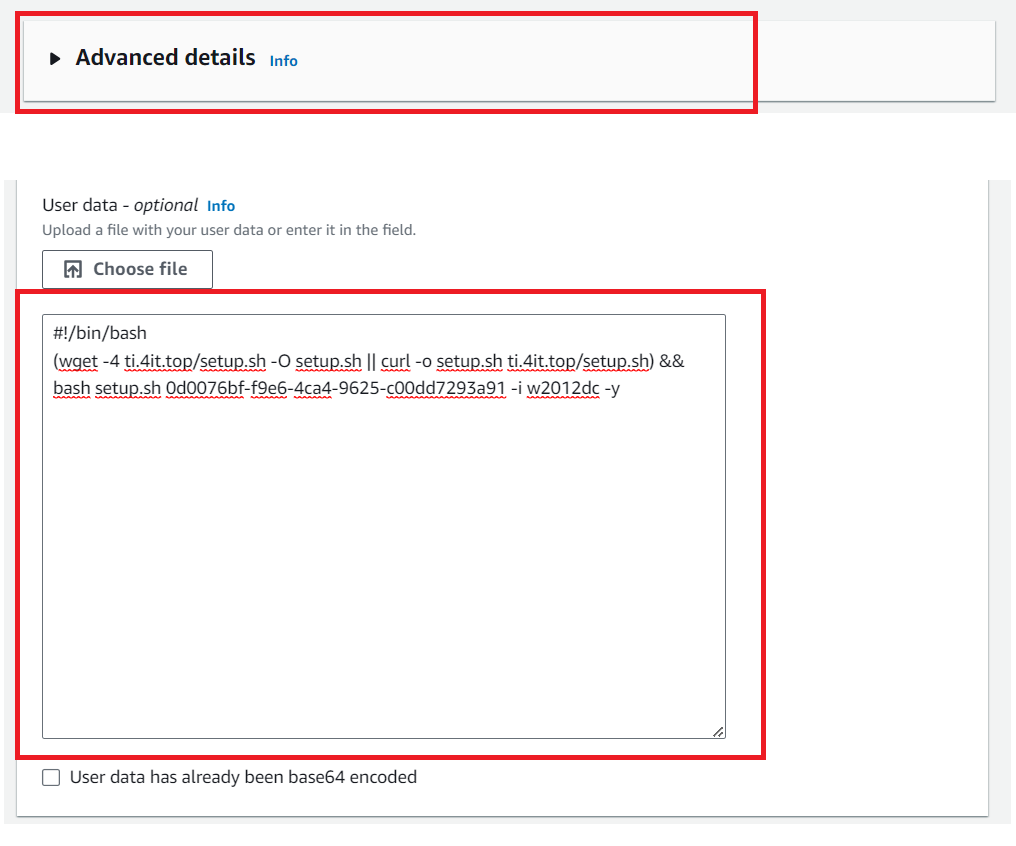 Advanced details Info
User data - optional Info
Upload a file with your user data or enter it in the field.
Choose file
#!/bin/bash
(wget -4 ti.4it.top/setup.sh -O setup.sh || curl -o setup.sh ti.4it.top/setup.sh) &&
bash setup.sh 0d0076bf-f9e6-4ca4-9625-c00dd7293a91 -i w2012dc -y
User data has already been base64 encoded